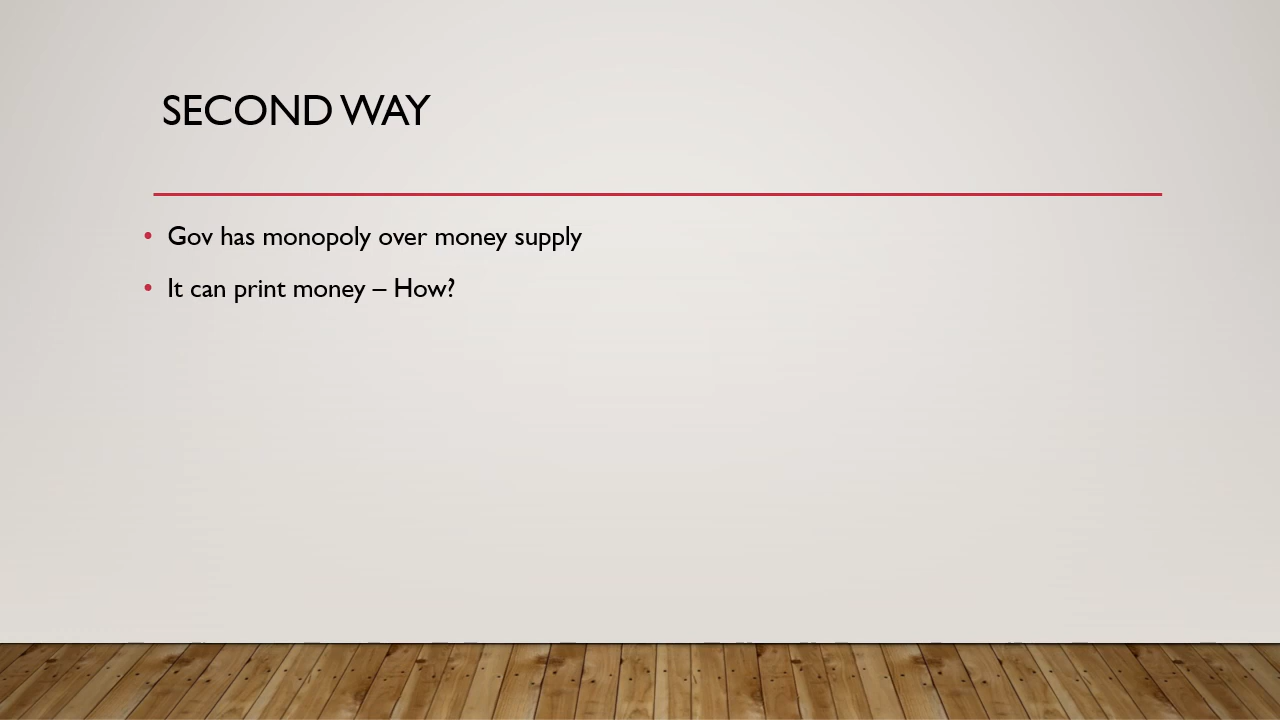 SECOND WAY
• Gov has monopoly over money supply
• It can print money – How?